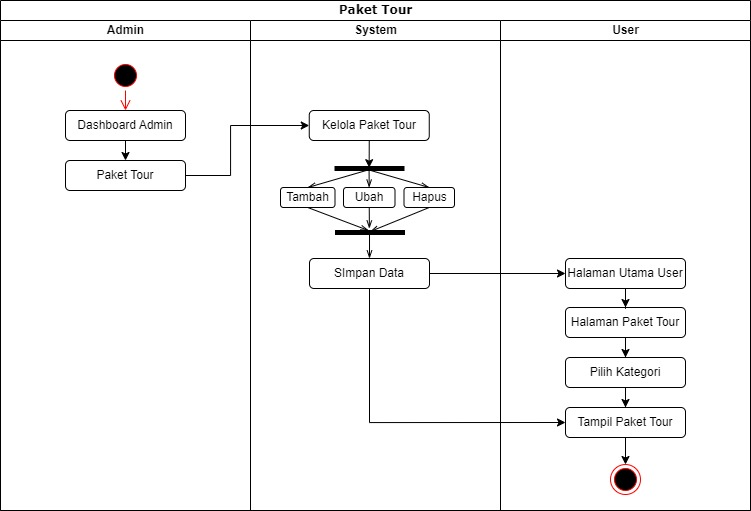 Paket Tour
Admin
System
User
Dashboard Admin
Kelola Paket Tour
Paket Tour
Tambah
Ubah
Hapus
SImpan Data
Halaman Utama User
Halaman Paket Tour
Pilih Kategori
Tampil Paket Tour